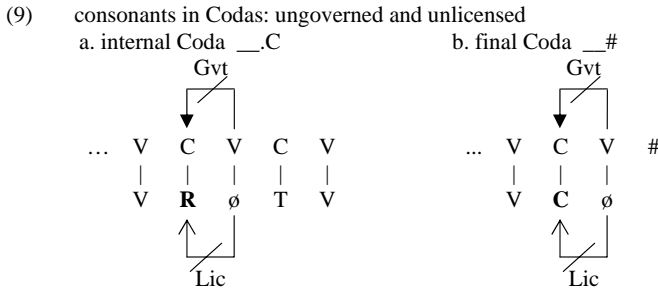 (9) consonants in Codas: ungoverned and unlicensed
a. internal Coda __.C b. final Coda __#
Gvt Gvt
… V C V C V ... V C V #
V R ø T V V C ø
Lic Lic